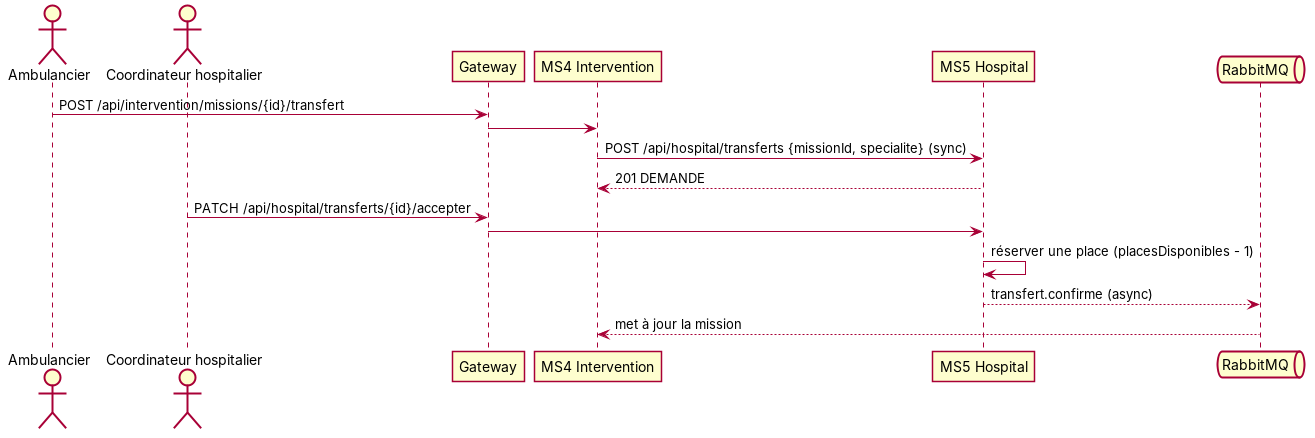 Ambulancier
Coordinateur hospitalier
Gateway
MS4 Intervention
MS5 Hospital
RabbitMQ
POST /api/intervention/missions/{id}/transfert
POST /api/hospital/transferts {missionId, specialite} (sync)
201 DEMANDE
PATCH /api/hospital/transferts/{id}/accepter
réserver une place (placesDisponibles - 1)
transfert.confirme (async)
met à jour la mission
Ambulancier
Coordinateur hospitalier
Gateway
MS4 Intervention
MS5 Hospital
RabbitMQ